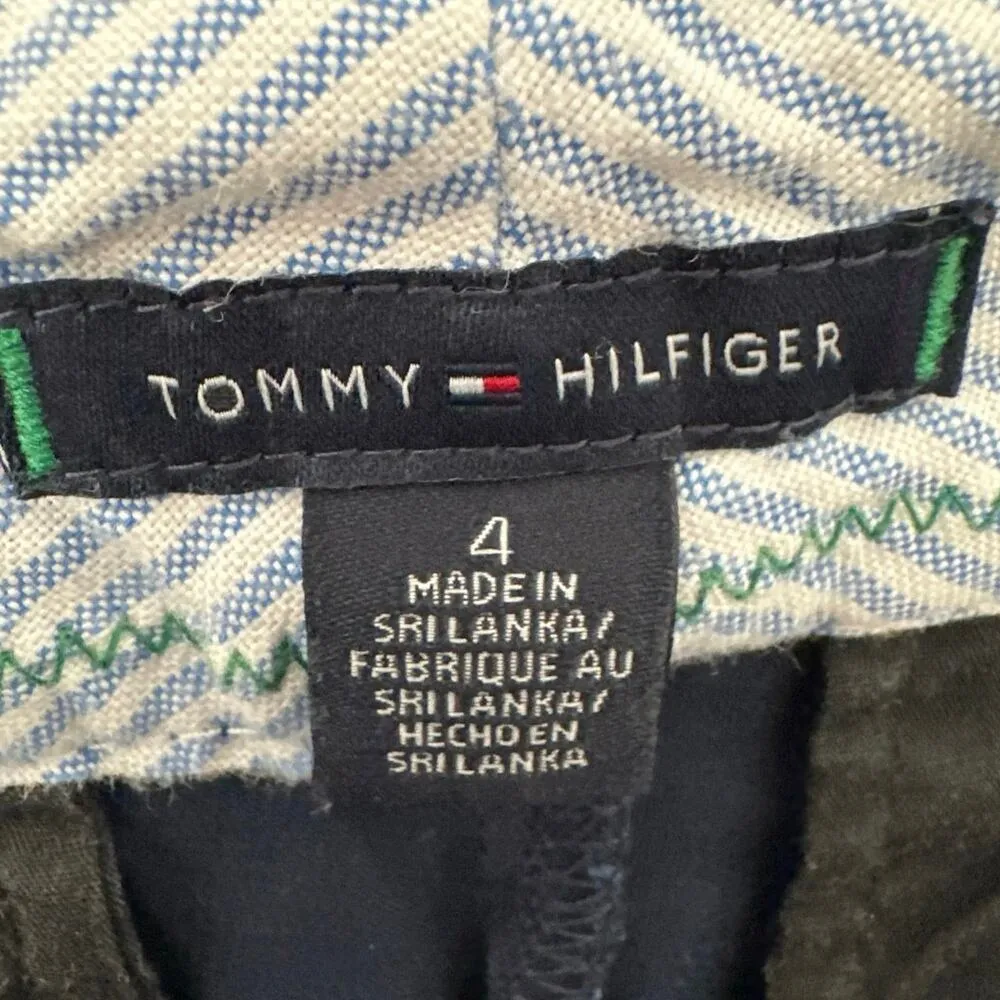 TOMMY HILFIGER
4
MADE IN
SRI LANKA/
FABRIQUE AU
SRI LANKA/
HECHO EN
SRI LANKA